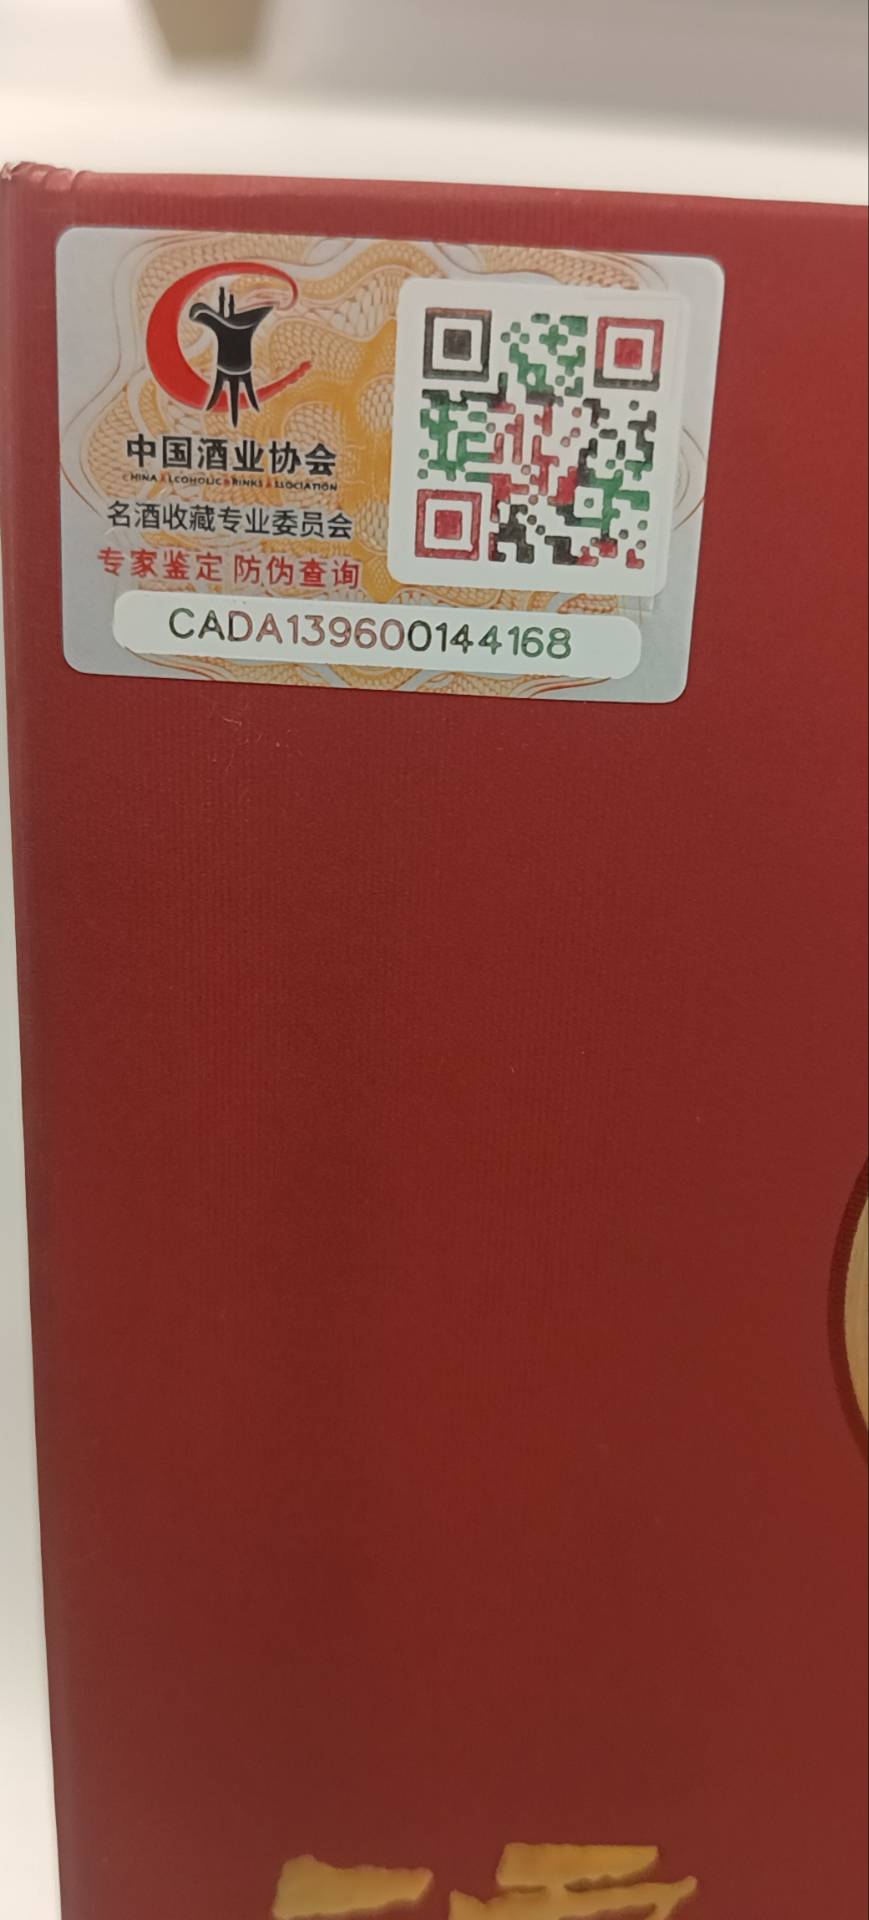 中国酒业协会
CHINA ALCOHOLIC DRINKS ASSOCIATION
名酒收藏专业委员会
专家鉴定 防伪查询
CADA139600144168